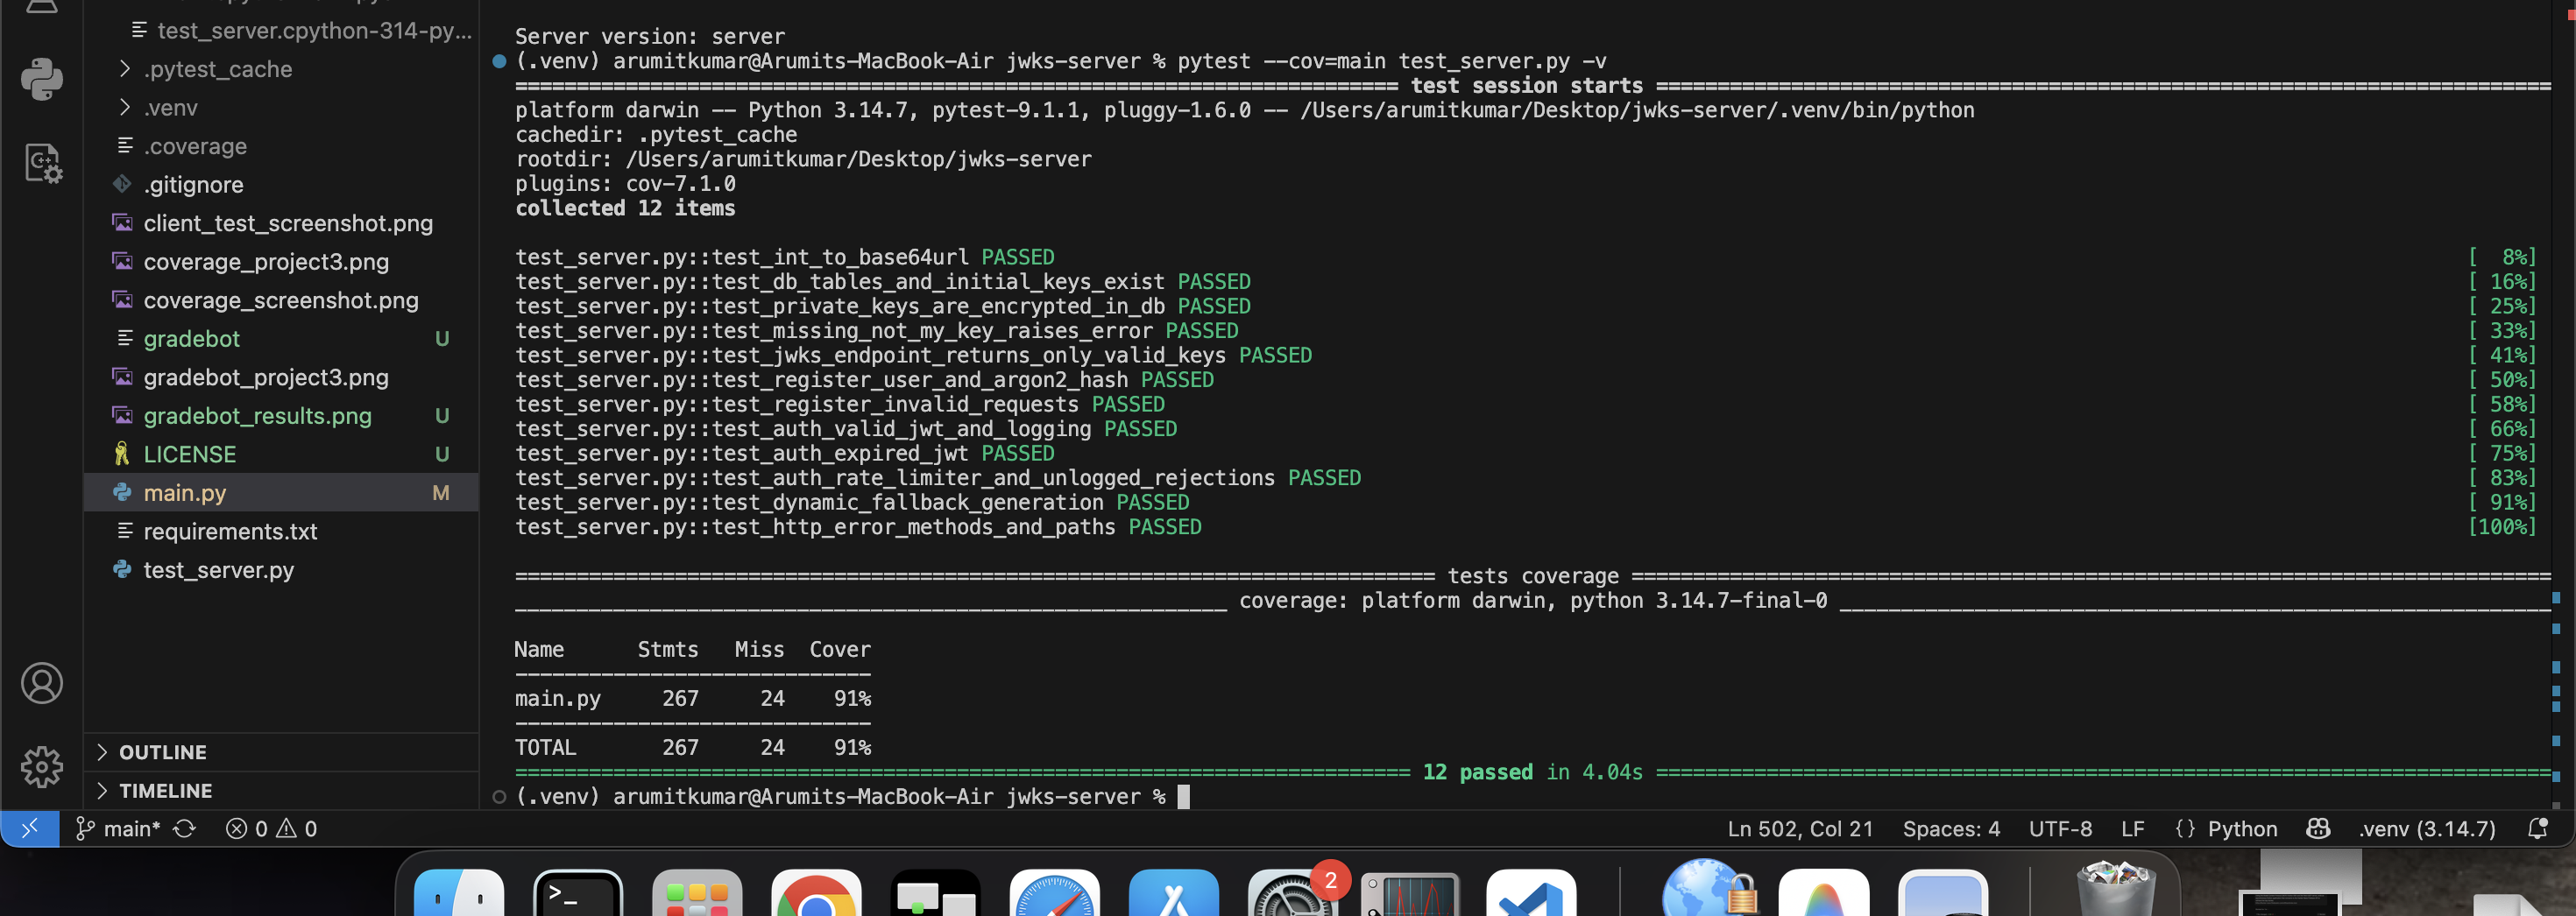 test_server.cpython-314-py...
.pytest_cache
.venv
.coverage
.gitignore
client_test_screenshot.png
coverage_project3.png
coverage_screenshot.png
gradebot U
gradebot_project3.png
gradebot_results.png U
LICENSE U
main.py M
requirements.txt
test_server.py
OUTLINE
TIMELINE
Server version: server
(.venv) arumitkumar@Arumits-MacBook-Air jwks-server % pytest --cov=main test_server.py -v
test session starts
platform darwin -- Python 3.14.7, pytest-9.1.1, pluggy-1.6.0 -- /Users/arumitkumar/Desktop/jwks-server/.venv/bin/python
cachedir: .pytest_cache
rootdir: /Users/arumitkumar/Desktop/jwks-server
plugins: cov-7.1.0
collected 12 items
test_server.py::test_int_to_base64url PASSED [  8%]
test_server.py::test_db_tables_and_initial_keys_exist PASSED [ 16%]
test_server.py::test_private_keys_are_encrypted_in_db PASSED [ 25%]
test_server.py::test_missing_not_my_key_raises_error PASSED [ 33%]
test_server.py::test_jwks_endpoint_returns_only_valid_keys PASSED [ 41%]
test_server.py::test_register_user_and_argon2_hash PASSED [ 50%]
test_server.py::test_register_invalid_requests PASSED [ 58%]
test_server.py::test_auth_valid_jwt_and_logging PASSED [ 66%]
test_server.py::test_auth_expired_jwt PASSED [ 75%]
test_server.py::test_auth_rate_limiter_and_unlogged_rejections PASSED [ 83%]
test_server.py::test_dynamic_fallback_generation PASSED [ 91%]
test_server.py::test_http_error_methods_and_paths PASSED [100%]
tests coverage
coverage: platform darwin, python 3.14.7-final-0
Name Stmts Miss Cover
main.py 267 24 91%
TOTAL 267 24 91%
12 passed in 4.04s
(.venv) arumitkumar@Arumits-MacBook-Air jwks-server %
main* 0 0 Ln 502, Col 21 Spaces: 4 UTF-8 LF {} Python .venv (3.14.7)
2